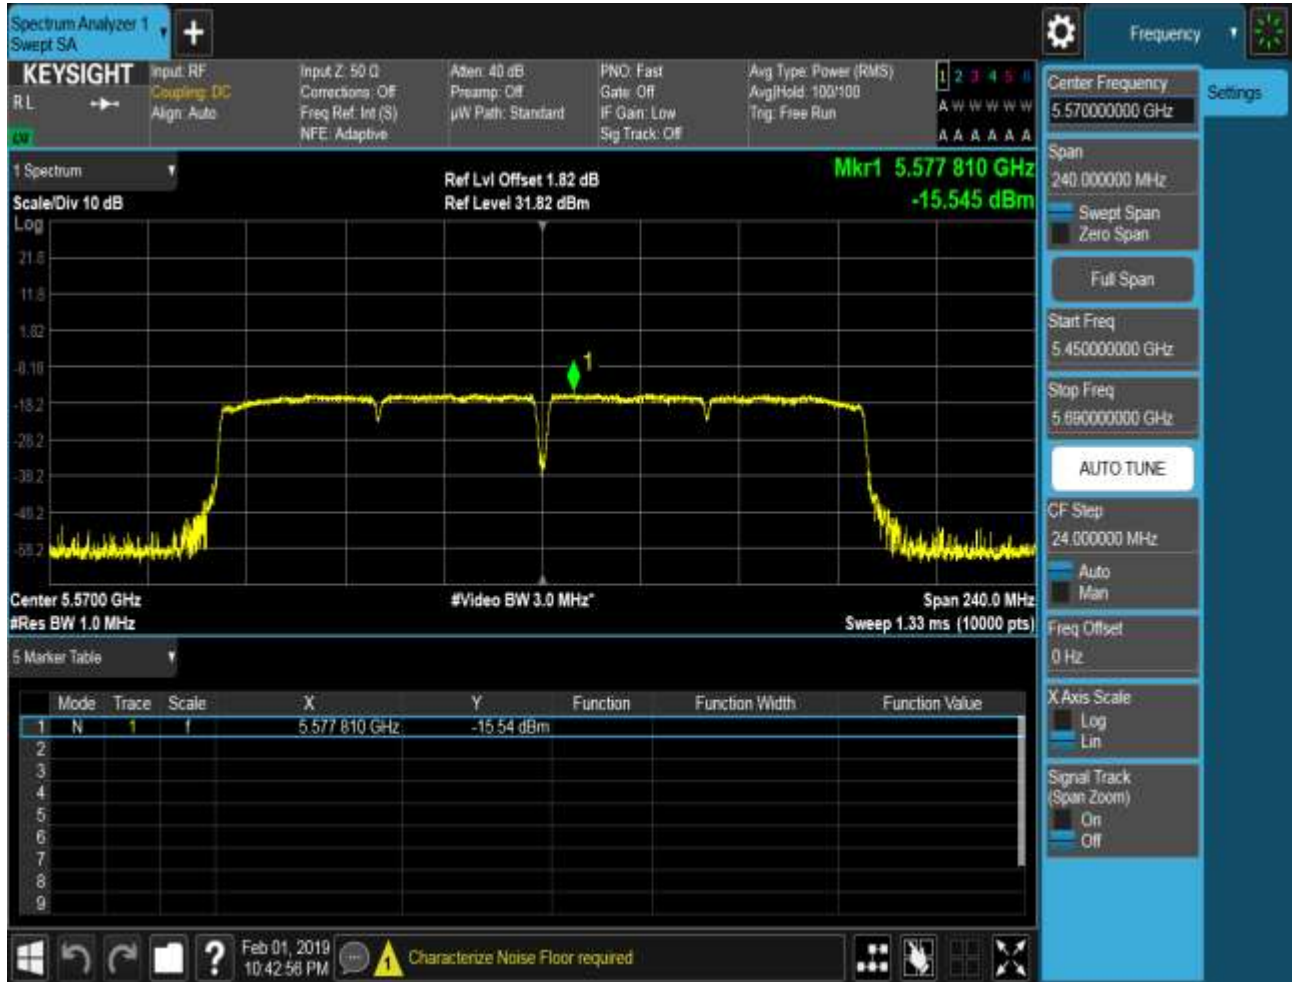 Spectrum Analyzer 1
Swept SA
+
Frequency
KEYSIGHT
RL
Input: RF
Coupling: DC
Align: Auto
Input Z: 50 Ω
Corrections: Off
Freq Ref: Int (S)
NFE: Adaptive
Atten: 40 dB
Preamp: Off
µW Path: Standard
PNO: Fast
Gate: Off
IF Gain: Low
Sig Track: Off
Avg Type: Power (RMS)
Avg|Hold: 100/100
Trig: Free Run
1 2 3 4 5 6
A W W W W W
A A A A A A
1 Spectrum
Scale/Div 10 dB
Ref Lvl Offset 1.82 dB
Ref Level 31.82 dBm
Mkr1 5.577 810 GHz
-15.545 dBm
Log
21.8
11.8
1.82
-8.18
-18.2
-28.2
-38.2
-48.2
-58.2
1
Center 5.5700 GHz
#Video BW 3.0 MHz*
Span 240.0 MHz
#Res BW 1.0 MHz
Sweep 1.33 ms (10000 pts)
5 Marker Table
Mode Trace Scale X Y Function Function Width Function Value
1 N 1 f 5.577 810 GHz -15.54 dBm
2
3
4
5
6
7
8
9
Center Frequency
5.570000000 GHz
Settings
Span
240.000000 MHz
Swept Span
Zero Span
Full Span
Start Freq
5.450000000 GHz
Stop Freq
5.690000000 GHz
AUTO TUNE
CF Step
24.000000 MHz
Auto
Man
Freq Offset
0 Hz
X Axis Scale
Log
Lin
Signal Track
(Span Zoom)
On
Off
?
Feb 01, 2019
10:42:56 PM
1
Characterize Noise Floor required